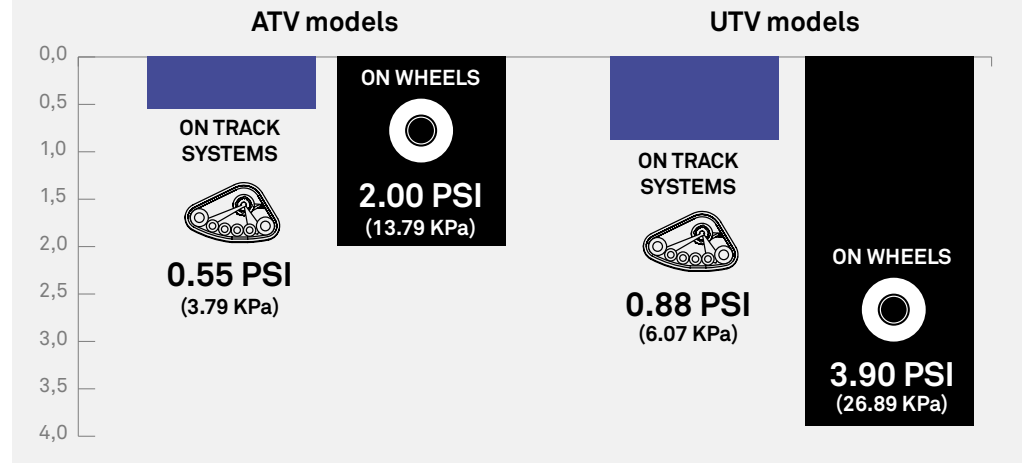 ATV models
UTV models
0,0
0,5
1,0
1,5
2,0
2,5
3,0
3,5
4,0
ON TRACK
SYSTEMS
0.55 PSI
(3.79 KPa)
ON WHEELS
2.00 PSI
(13.79 KPa)
ON TRACK
SYSTEMS
0.88 PSI
(6.07 KPa)
ON WHEELS
3.90 PSI
(26.89 KPa)